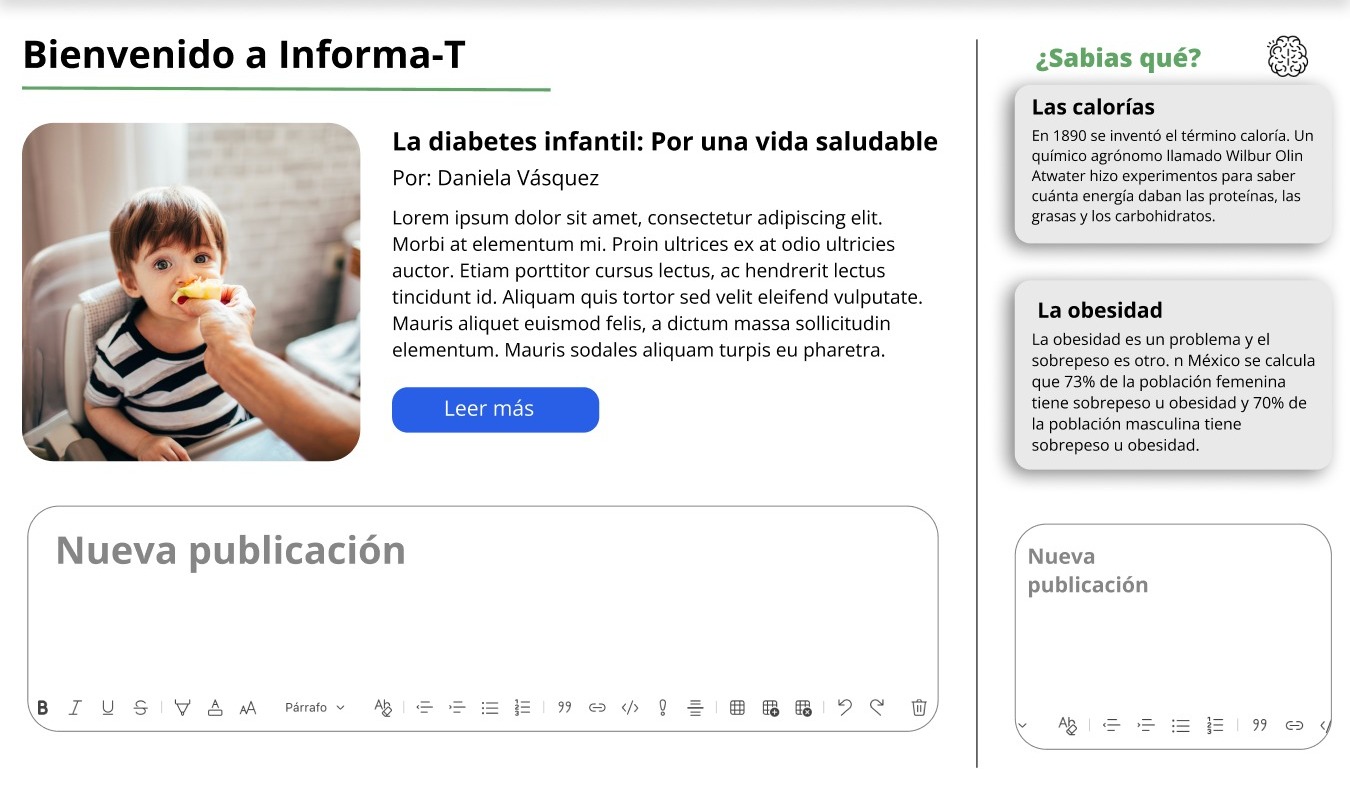 Bienvenido a Informa-T
La diabetes infantil: Por una vida saludable
Por: Daniela Vásquez
Lorem ipsum dolor sit amet, consectetur adipiscing elit.
Morbi at elementum mi. Proin ultrices ex at odio ultricies
auctor. Etiam porttitor cursus lectus, ac hendrerit lectus
tincidunt id. Aliquam quis tortor sed velit eleifend vulputate.
Mauris aliquet euismod felis, a dictum massa sollicitudin
elementum. Mauris sodales aliquam turpis eu pharetra.
Leer más
Nueva publicación
Párrafo
¿Sabias qué?
Las calorías
En 1890 se inventó el término caloría. Un
químico agrónomo llamado Wilbur Olin
Atwater hizo experimentos para saber
cuánta energía daban las proteínas, las
grasas y los carbohidratos.
La obesidad
La obesidad es un problema y el
sobrepeso es otro. n México se calcula
que 73% de la población femenina
tiene sobrepeso u obesidad y 70% de
la población masculina tiene
sobrepeso u obesidad.
Nueva
publicación